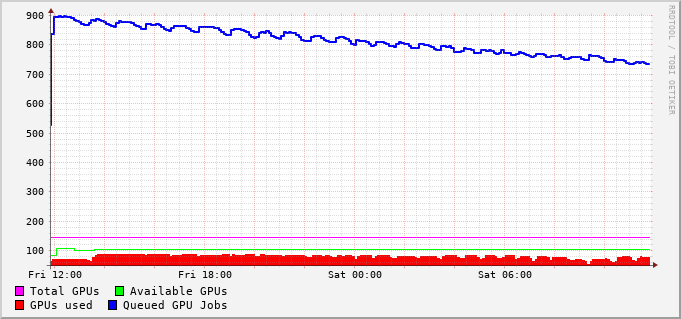 900
800
700
600
500
400
300
200
100
Fri 12:00 Fri 18:00 Sat 00:00 Sat 06:00
Total GPUs Available GPUs
GPUs used Queued GPU Jobs
RRDTOOL / TOBI OETIKER